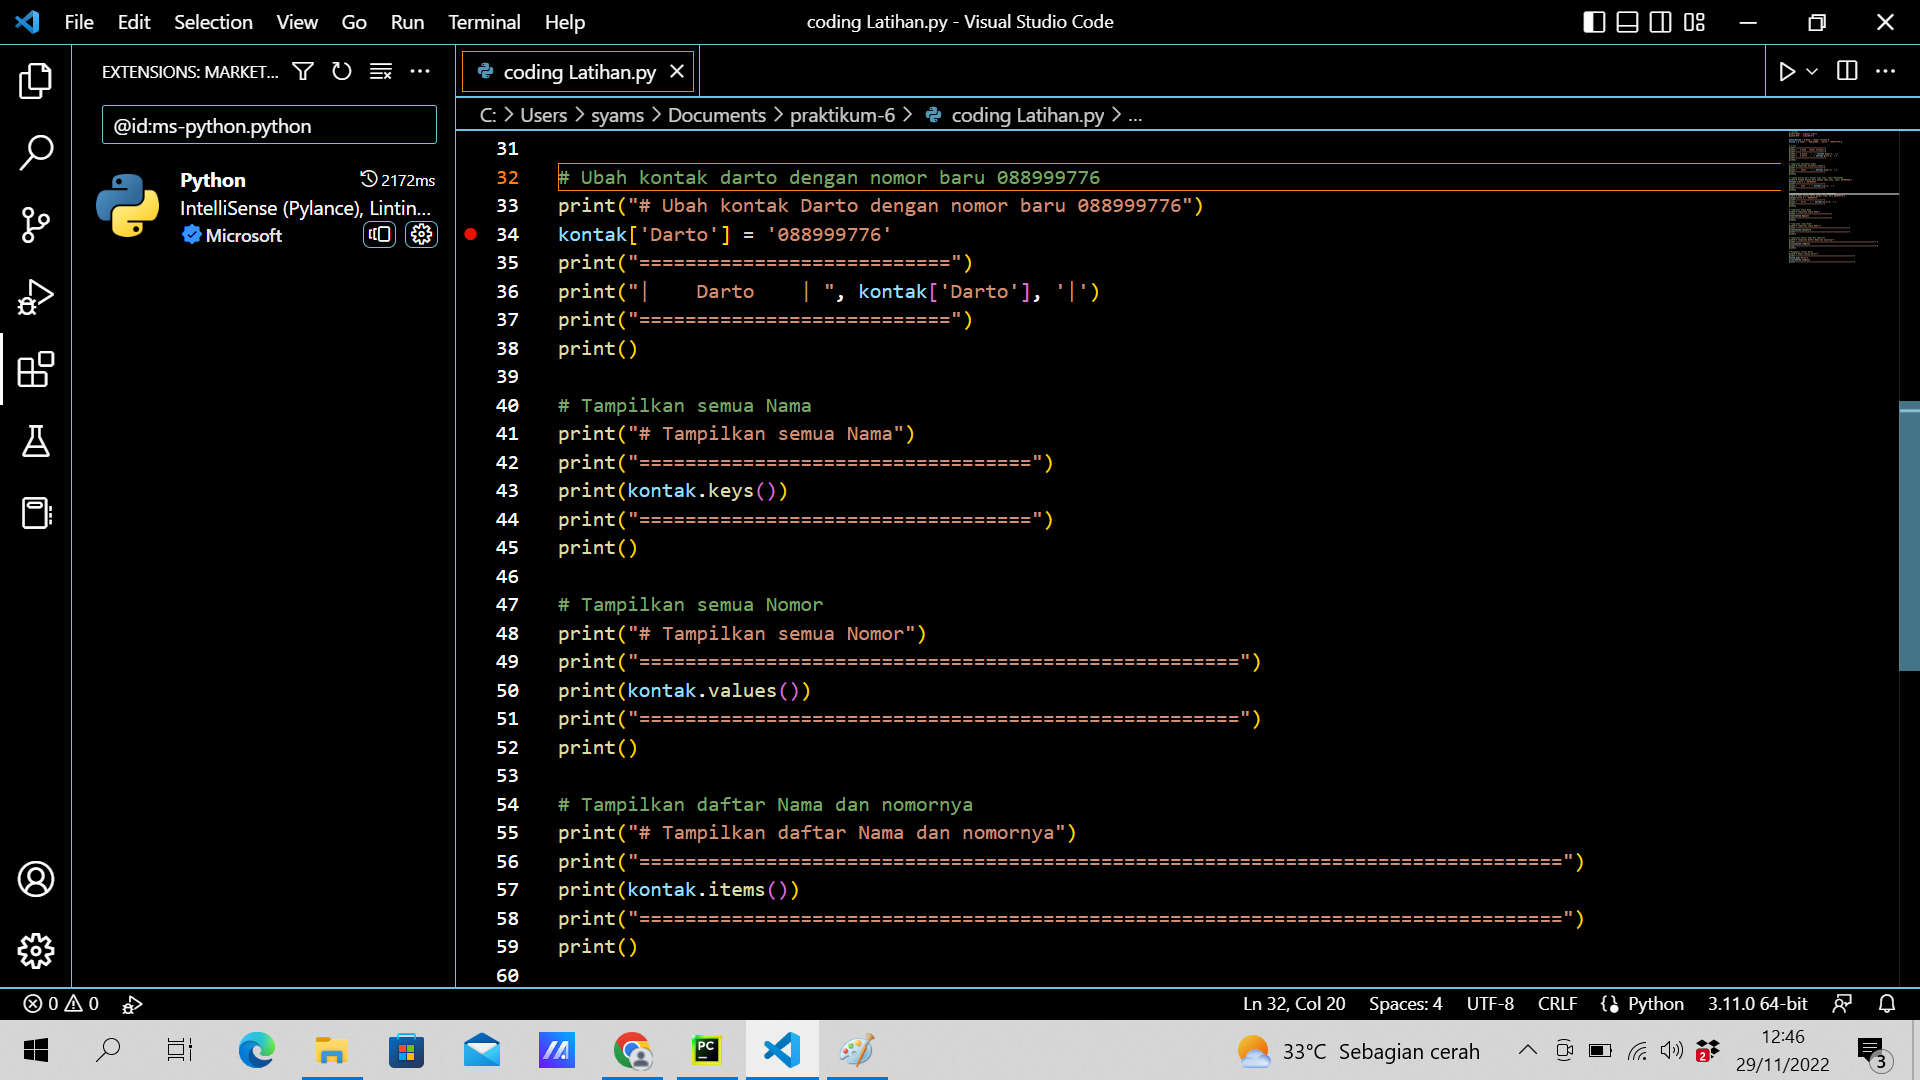 File Edit Selection View Go Run Terminal Help
coding Latihan.py - Visual Studio Code
EXTENSIONS: MARKET...
@id:ms-python.python
Python 2172ms
IntelliSense (Pylance), Lintin...
Microsoft
coding Latihan.py
C: > Users > syams > Documents > praktikum-6 > coding Latihan.py > ...
31
32 # Ubah kontak darto dengan nomor baru 088999776
33 print("# Ubah kontak Darto dengan nomor baru 088999776")
34 kontak['Darto'] = '088999776'
35 print("===========================")
36 print("|    Darto    | ", kontak['Darto'], '|')
37 print("===========================")
38 print()
39
40 # Tampilkan semua Nama
41 print("# Tampilkan semua Nama")
42 print("==================================")
43 print(kontak.keys())
44 print("==================================")
45 print()
46
47 # Tampilkan semua Nomor
48 print("# Tampilkan semua Nomor")
49 print("====================================================")
50 print(kontak.values())
51 print("====================================================")
52 print()
53
54 # Tampilkan daftar Nama dan nomornya
55 print("# Tampilkan daftar Nama dan nomornya")
56 print("================================================================================")
57 print(kontak.items())
58 print("================================================================================")
59 print()
60
0 0
Ln 32, Col 20 Spaces: 4 UTF-8 CRLF Python 3.11.0 64-bit
PC
33°C Sebagian cerah
2
12:46
29/11/2022
3